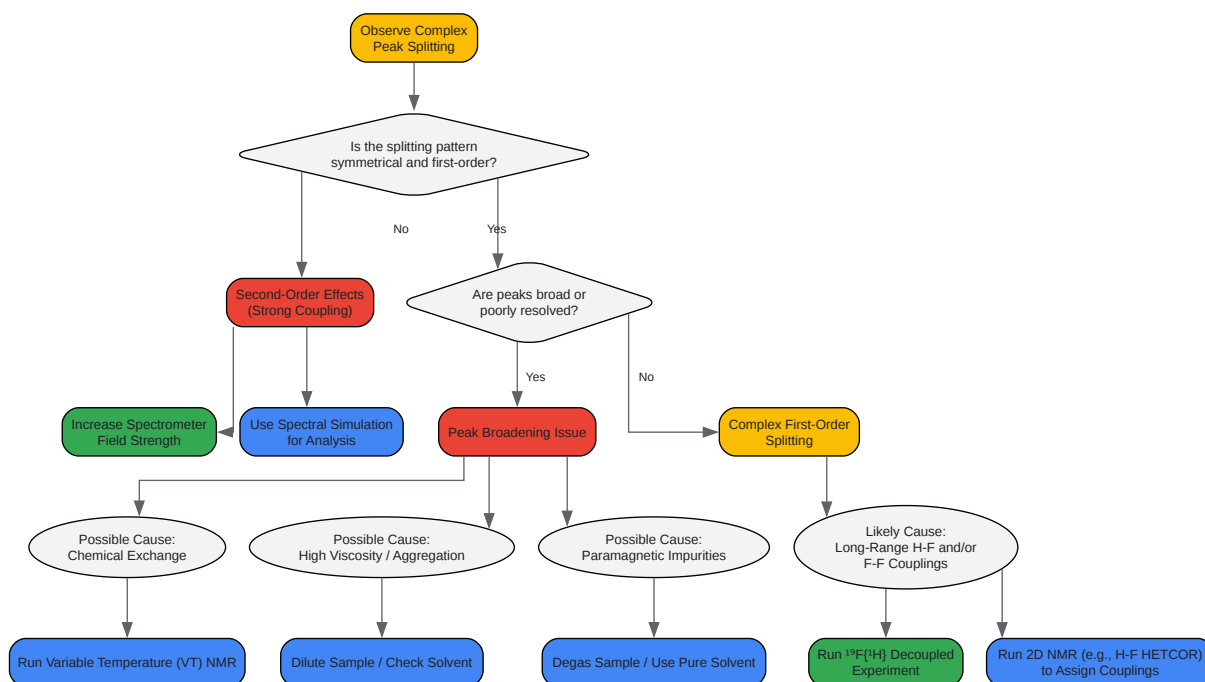 Observe Complex
Peak Splitting
Is the splitting pattern
symmetrical and first-order?
No
Yes
Second-Order Effects
(Strong Coupling)
Are peaks broad or
poorly resolved?
Yes
No
Increase Spectrometer
Field Strength
Use Spectral Simulation
for Analysis
Peak Broadening Issue
Complex First-Order
Splitting
Possible Cause:
Chemical Exchange
Possible Cause:
High Viscosity / Aggregation
Possible Cause:
Paramagnetic Impurities
Likely Cause:
Long-Range H-F and/or
F-F Couplings
Run Variable Temperature (VT) NMR
Dilute Sample / Check Solvent
Degas Sample / Use Pure Solvent
Run ¹⁹F{¹H} Decoupled
Experiment
Run 2D NMR (e.g., H-F HETCOR)
to Assign Couplings